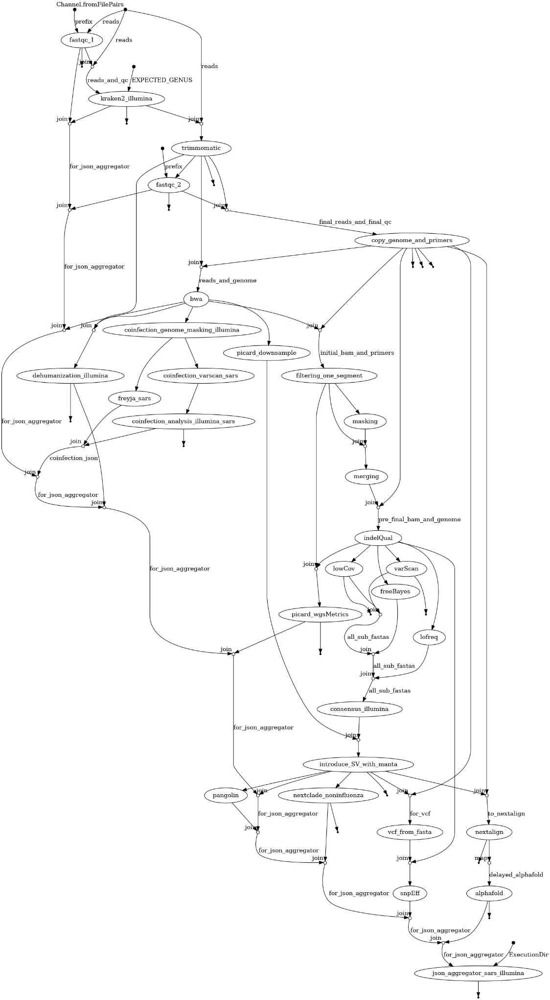 Channel.fromFilePairs
prefix
reads
fastqc_1
reads
join
reads
reads_and_qc
EXPECTED_GENUS
kraken2_illumina
join
join
trimmomatic
for_json_aggregator
prefix
fastqc_2
join
join
final_reads_and_final_qc
copy_genome_and_primers
join
for_json_aggregator
reads_and_genome
bwa
join
join
join
coinfection_genome_masking_illumina
picard_downsample
initial_bam_and_primers
dehumanization_illumina
coinfection_varscan_sars
filtering_one_segment
freyja_sars
for_json_aggregator
coinfection_analysis_illumina_sars
masking
join
join
coinfection_json
join
merging
for_json_aggregator
join
join
pre_final_bam_and_genome
indelQual
join
lowCov
varScan
for_json_aggregator
freeBayes
join
picard_wgsMetrics
all_sub_fastas
lofreq
join
join
all_sub_fastas
join
all_sub_fastas
consensus_illumina
for_json_aggregator
join
introduce_SV_with_manta
pangolin
join
nextclade_noninfluenza
join
join
for_json_aggregator
for_vcf
to_nextalign
join
vcf_from_fasta
nextalign
for_json_aggregator
join
join
map
delayed_alphafold
for_json_aggregator
snpEff
alphafold
join
for_json_aggregator
join
for_json_aggregator
ExecutionDir
json_aggregator_sars_illumina